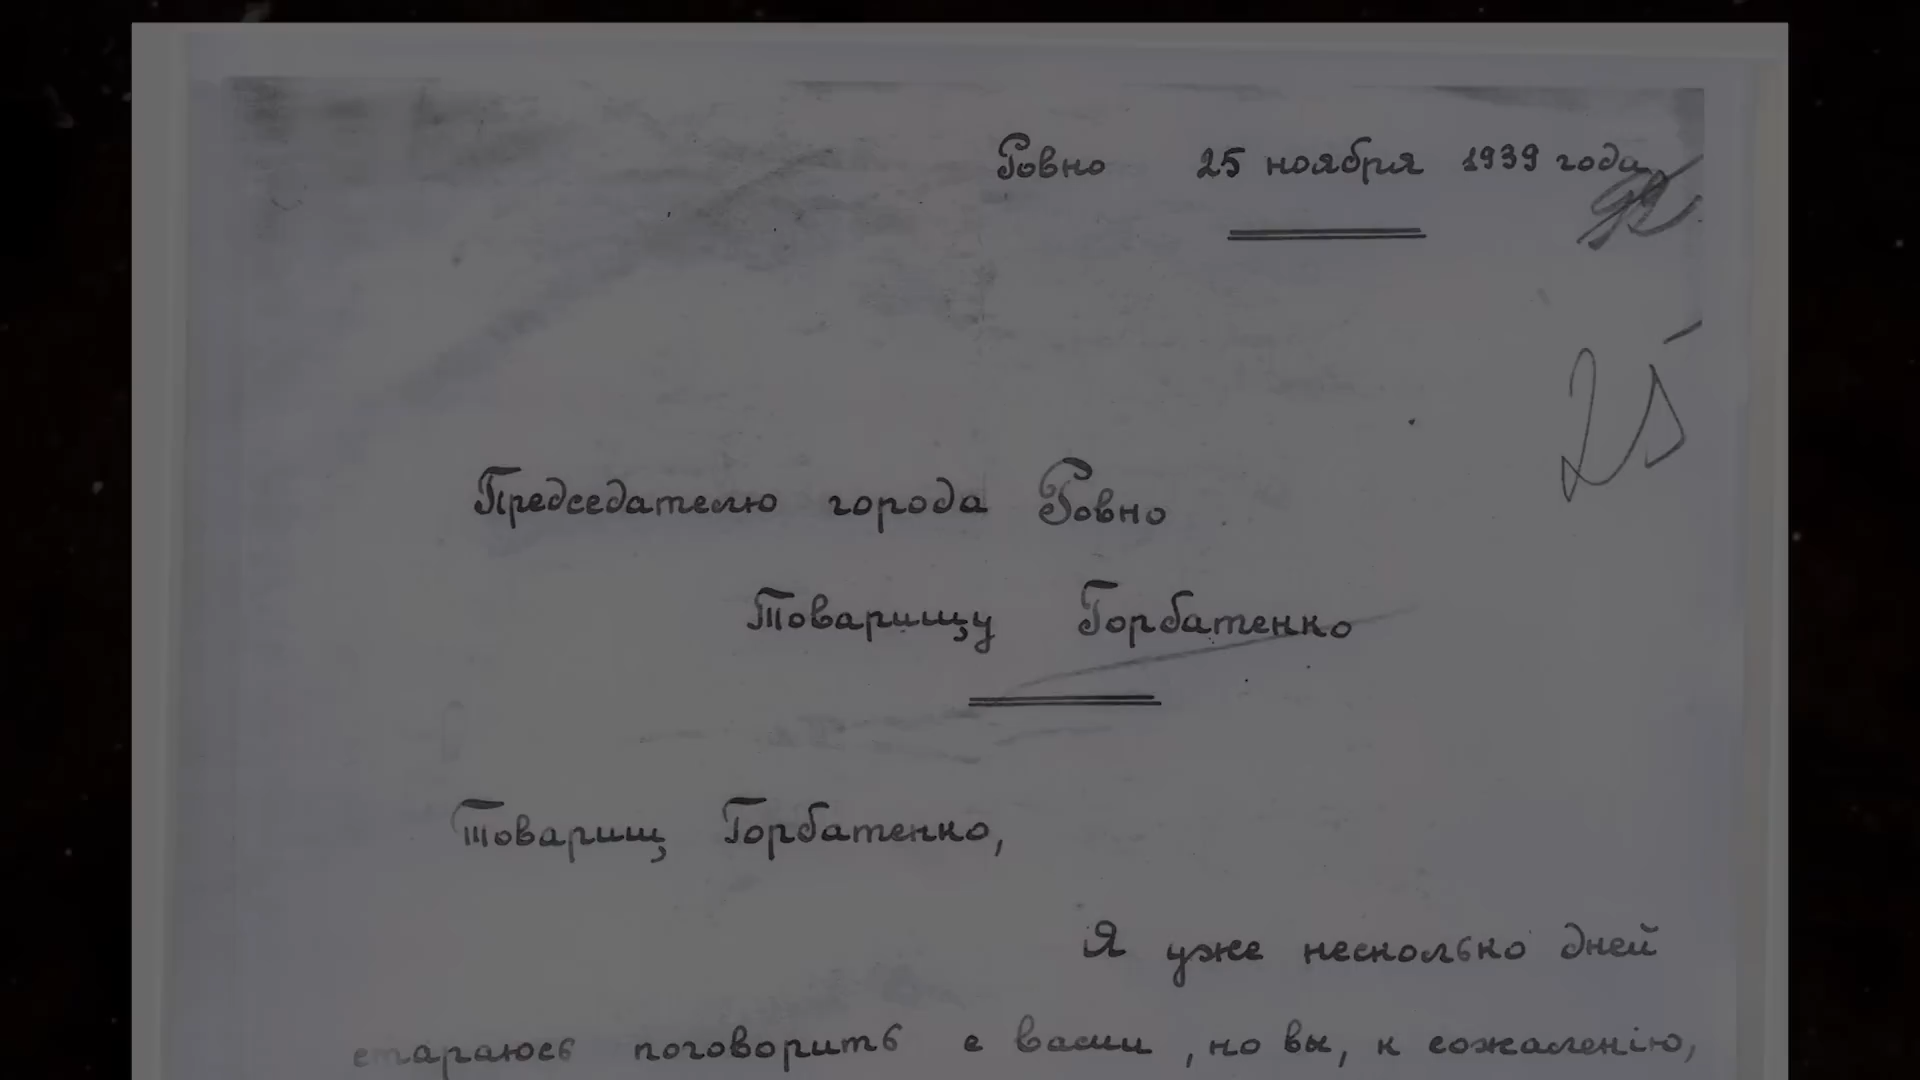 Ровно 25 ноября 1939 года
25
Председателю города Ровно
Товарищу Горбатенко
Товарищ Горбатенко,
Я уже несколько дней
стараюсь поговорить с вами, но вы, к сожаленію,